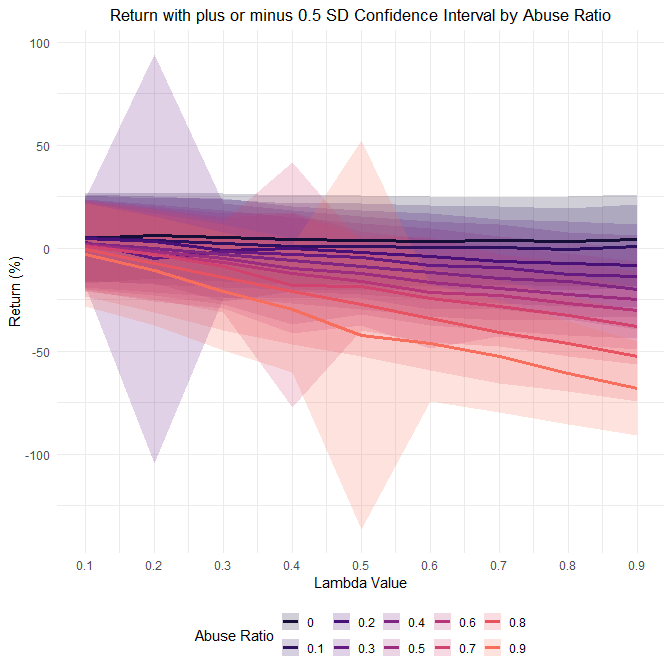 Return with plus or minus 0.5 SD Confidence Interval by Abuse Ratio
100
50
0
-50
-100
Return (%)
0.1 0.2 0.3 0.4 0.5 0.6 0.7 0.8 0.9
Lambda Value
Abuse Ratio
0 0.2 0.4 0.6 0.8
0.1 0.3 0.5 0.7 0.9